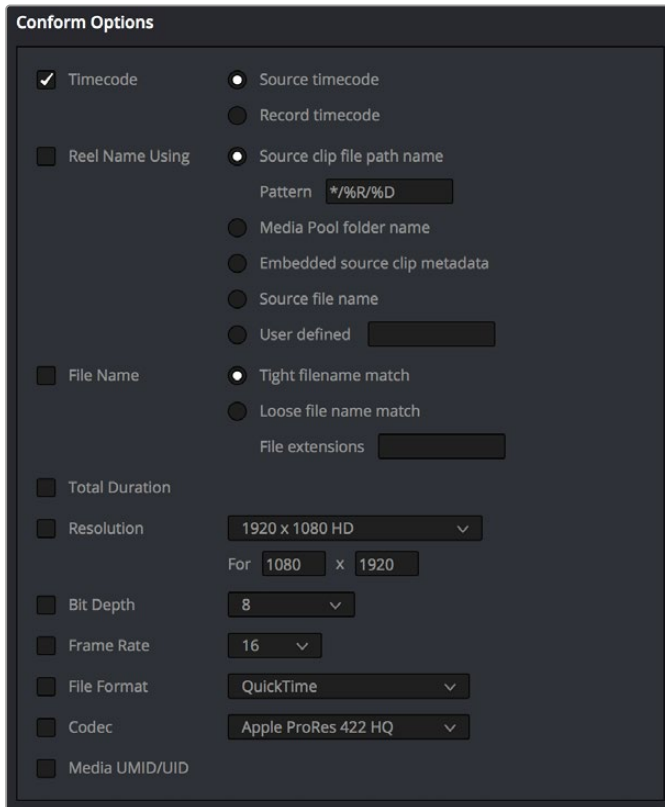 Conform Options
Timecode Source timecode
Record timecode
Reel Name Using Source clip file path name
Pattern */%R/%D
Media Pool folder name
Embedded source clip metadata
Source file name
User defined
File Name Tight filename match
Loose file name match
File extensions
Total Duration
Resolution 1920 x 1080 HD
For 1080 x 1920
Bit Depth 8
Frame Rate 16
File Format QuickTime
Codec Apple ProRes 422 HQ
Media UMID/UID